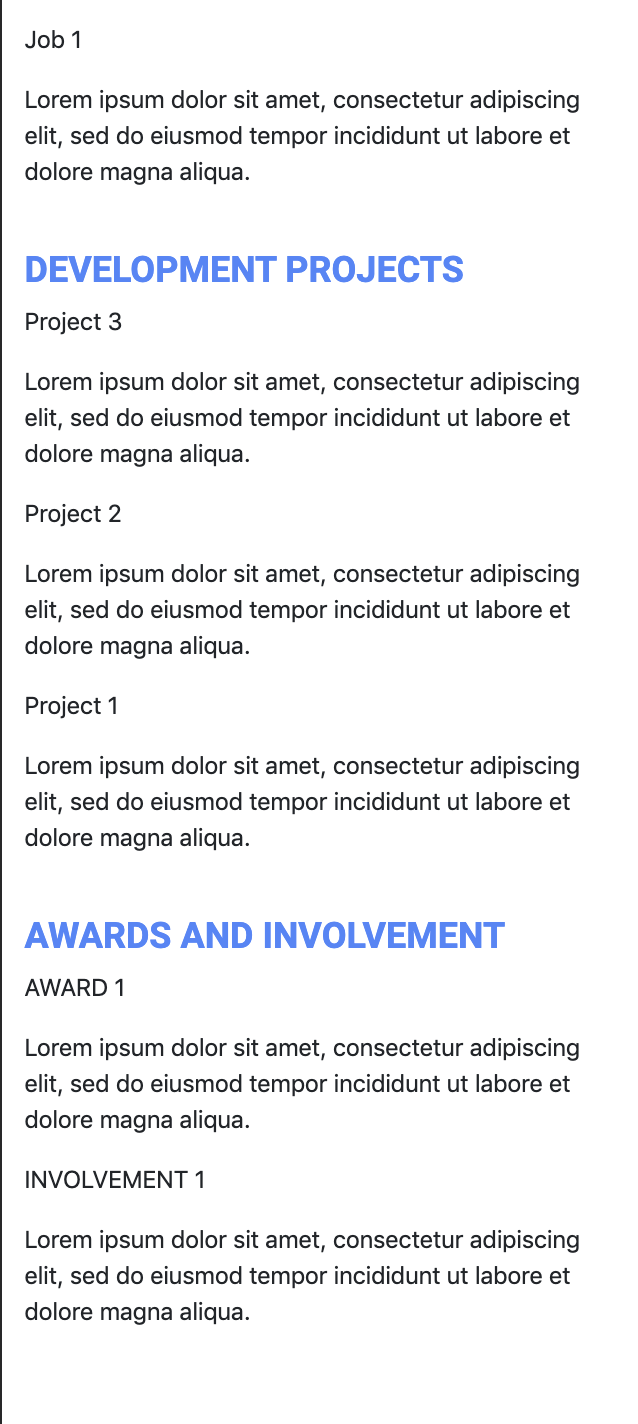 Job 1
Lorem ipsum dolor sit amet, consectetur adipiscing
elit, sed do eiusmod tempor incididunt ut labore et
dolore magna aliqua.
DEVELOPMENT PROJECTS
Project 3
Lorem ipsum dolor sit amet, consectetur adipiscing
elit, sed do eiusmod tempor incididunt ut labore et
dolore magna aliqua.
Project 2
Lorem ipsum dolor sit amet, consectetur adipiscing
elit, sed do eiusmod tempor incididunt ut labore et
dolore magna aliqua.
Project 1
Lorem ipsum dolor sit amet, consectetur adipiscing
elit, sed do eiusmod tempor incididunt ut labore et
dolore magna aliqua.
AWARDS AND INVOLVEMENT
AWARD 1
Lorem ipsum dolor sit amet, consectetur adipiscing
elit, sed do eiusmod tempor incididunt ut labore et
dolore magna aliqua.
INVOLVEMENT 1
Lorem ipsum dolor sit amet, consectetur adipiscing
elit, sed do eiusmod tempor incididunt ut labore et
dolore magna aliqua.